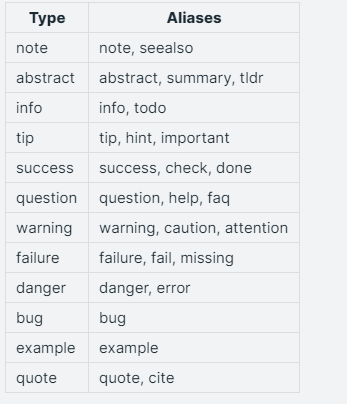 Type Aliases
note note, seealso
abstract abstract, summary, tldr
info info, todo
tip tip, hint, important
success success, check, done
question question, help, faq
warning warning, caution, attention
failure failure, fail, missing
danger danger, error
bug bug
example example
quote quote, cite